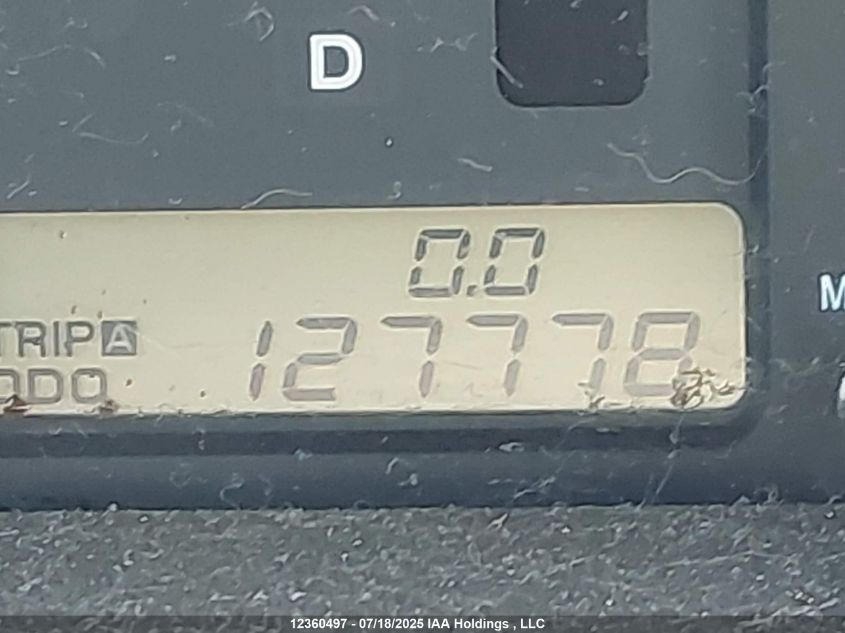 D
0.0
TRIP A
ODO 127778
M
12360497 - 07/18/2025 IAA Holdings , LLC